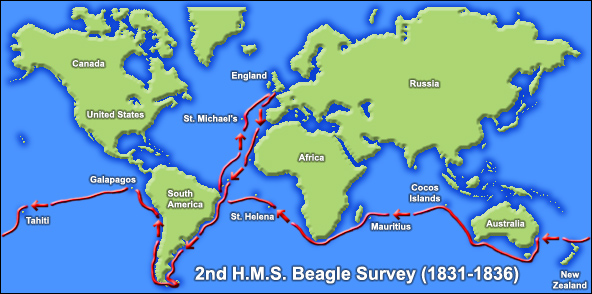 Canada
England
Russia
United States
St. Michael's
Africa
Galapagos
South
America
Cocos
Islands
Tahiti
St. Helena
Mauritius
Australia
2nd H.M.S. Beagle Survey (1831-1836)
New
Zealand